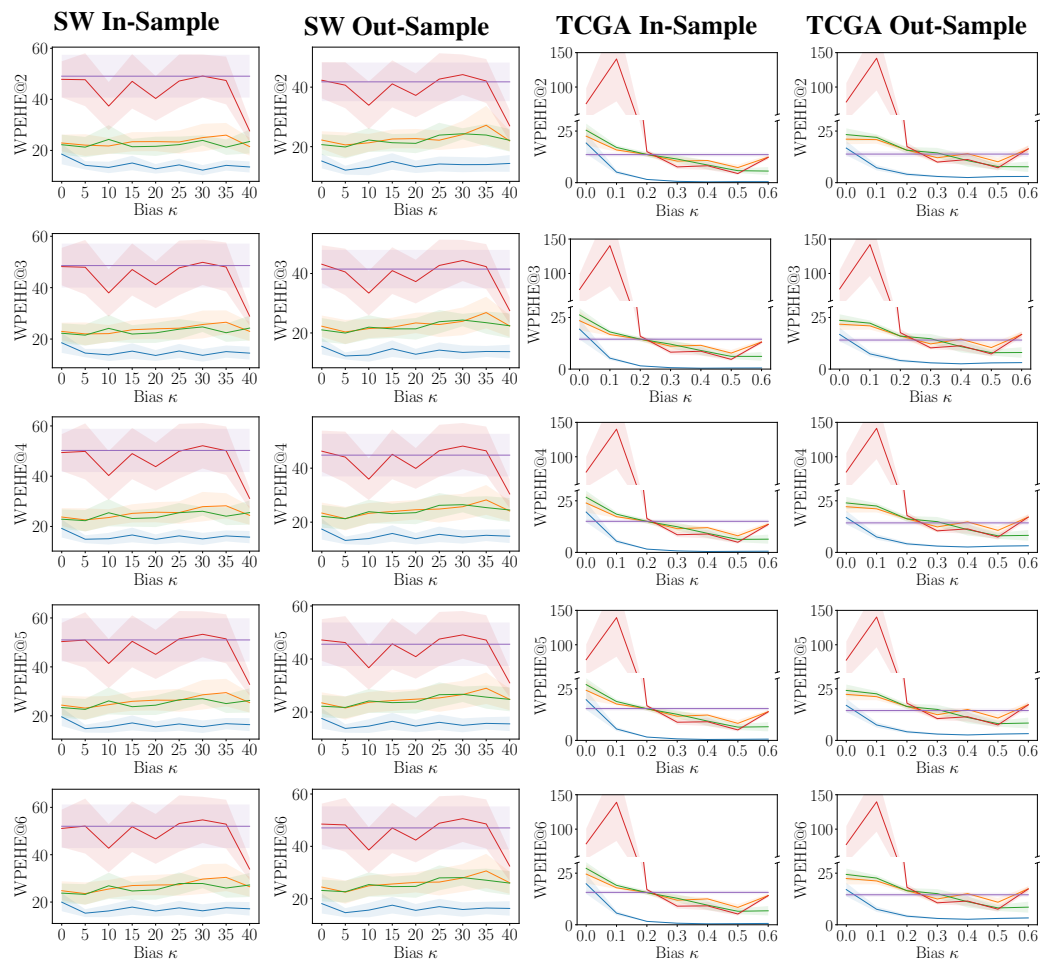 SW In-Sample SW Out-Sample TCGA In-Sample TCGA Out-Sample
WPEHE@2
60
40
20
0 5 10 15 20 25 30 35 40
Bias κ
WPEHE@2
40
20
0 5 10 15 20 25 30 35 40
Bias κ
WPEHE@2
150
100
25
0
0.0 0.1 0.2 0.3 0.4 0.5 0.6
Bias κ
WPEHE@2
150
100
25
0
0.0 0.1 0.2 0.3 0.4 0.5 0.6
Bias κ
WPEHE@3
60
40
20
0 5 10 15 20 25 30 35 40
Bias κ
WPEHE@3
40
20
0 5 10 15 20 25 30 35 40
Bias κ
WPEHE@3
150
100
25
0
0.0 0.1 0.2 0.3 0.4 0.5 0.6
Bias κ
WPEHE@3
150
100
25
0
0.0 0.1 0.2 0.3 0.4 0.5 0.6
Bias κ
WPEHE@4
60
40
20
0 5 10 15 20 25 30 35 40
Bias κ
WPEHE@4
40
20
0 5 10 15 20 25 30 35 40
Bias κ
WPEHE@4
150
100
25
0
0.0 0.1 0.2 0.3 0.4 0.5 0.6
Bias κ
WPEHE@4
150
100
25
0
0.0 0.1 0.2 0.3 0.4 0.5 0.6
Bias κ
WPEHE@5
60
40
20
0 5 10 15 20 25 30 35 40
Bias κ
WPEHE@5
60
40
20
0 5 10 15 20 25 30 35 40
Bias κ
WPEHE@5
150
100
25
0
0.0 0.1 0.2 0.3 0.4 0.5 0.6
Bias κ
WPEHE@5
150
100
25
0
0.0 0.1 0.2 0.3 0.4 0.5 0.6
Bias κ
WPEHE@6
60
40
20
0 5 10 15 20 25 30 35 40
Bias κ
WPEHE@6
60
40
20
0 5 10 15 20 25 30 35 40
Bias κ
WPEHE@6
150
100
25
0
0.0 0.1 0.2 0.3 0.4 0.5 0.6
Bias κ
WPEHE@6
150
100
25
0
0.0 0.1 0.2 0.3 0.4 0.5 0.6
Bias κ